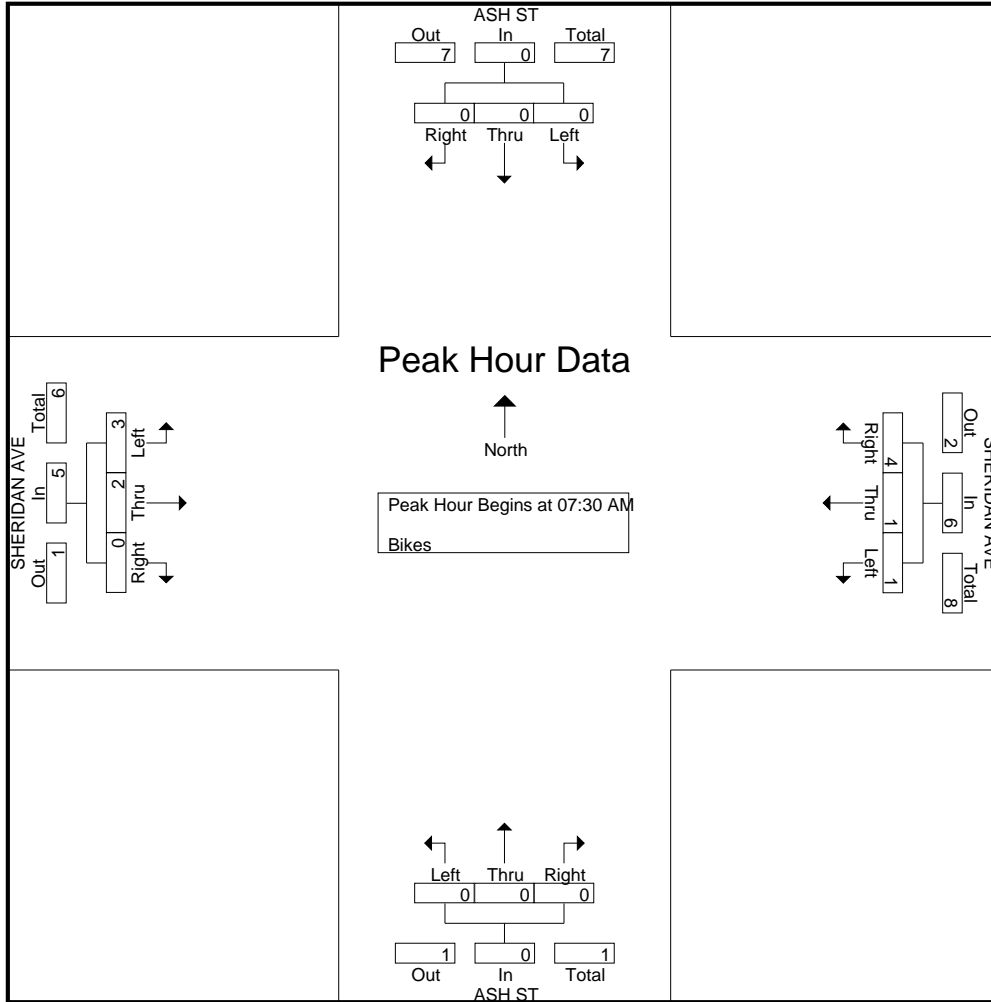 ASH ST
Out In Total
7 0 7
0 0 0
Right Thru Left
Peak Hour Data
North
Peak Hour Begins at 07:30 AM
Bikes
SHERIDAN AVE
Out In Total
1 5 6
Right Thru Left
0 2 3
SHERIDAN AVE
Out In Total
2 6 8
Right Thru Left
4 1 1
Left Thru Right
0 0 0
1 0 1
Out In Total
ASH ST